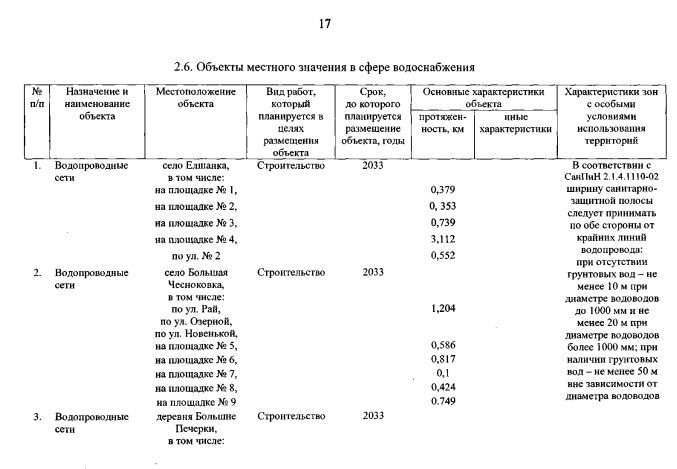 17
2.6. Объекты местного значения в сфере водоснабжения
№ п/п
Назначение и наименование объекта
Местоположение объекта
Вид работ, который планируется в целях размещения объекта
Срок, до которого планируется размещение объекта, годы
Основные характеристики объекта
протяжен-ность, км
иные характеристики
Характеристики зон с особыми условиями использования территорий
1. Водопроводные сети
село Елшанка, в том числе:
Строительство 2033
на площадке № 1, 0,379
на площадке № 2, 0, 353
на площадке № 3, 0,739
на площадке № 4, 3,112
по ул. № 2 0,552
2. Водопроводные сети
село Большая Чесноковка, в том числе:
Строительство 2033
по ул. Рай, 1,204
по ул. Озерной,
по ул. Новенькой,
на площадке № 5, 0,586
на площадке № 6, 0,817
на площадке № 7, 0,1
на площадке № 8, 0,424
на площадке № 9 0.749
3. Водопроводные сети
деревня Большие Печерки, в том числе:
Строительство 2033
В соответствии с
СанПиН 2.1.4.1110-02
ширину санитарно-
защитной полосы
следует принимать
по обе стороны от
крайних линий
водопровода:
при отсутствии
грунтовых вод – не
менее 10 м при
диаметре водоводов
до 1000 мм и не
менее 20 м при
диаметре водоводов
более 1000 мм; при
наличии грунтовых
вод – не менее 50 м
вне зависимости от
диаметра водоводов